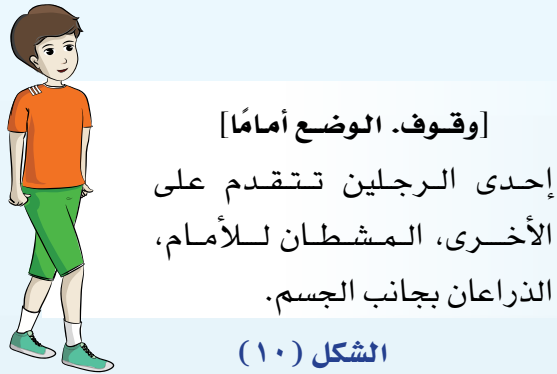 [وقوف. الوضع أمامًا]
إحدى الرجلين تتقدم على
الأخرى، المشطان للأمام،
الذراعان بجانب الجسم.
الشكل (١٠)